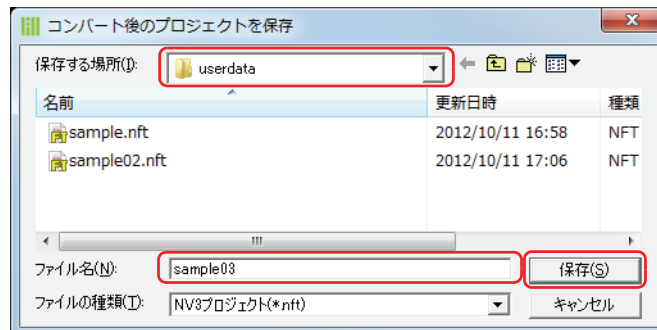 コンバート後のプロジェクトを保存
保存する場所(I): userdata
名前 更新日時 種類
sample.nft 2012/10/11 16:58 NFT
sample02.nft 2012/10/11 17:06 NFT
ファイル名(N): sample03 保存(S)
ファイルの種類(T): NV3プロジェクト(*.nft) キャンセル